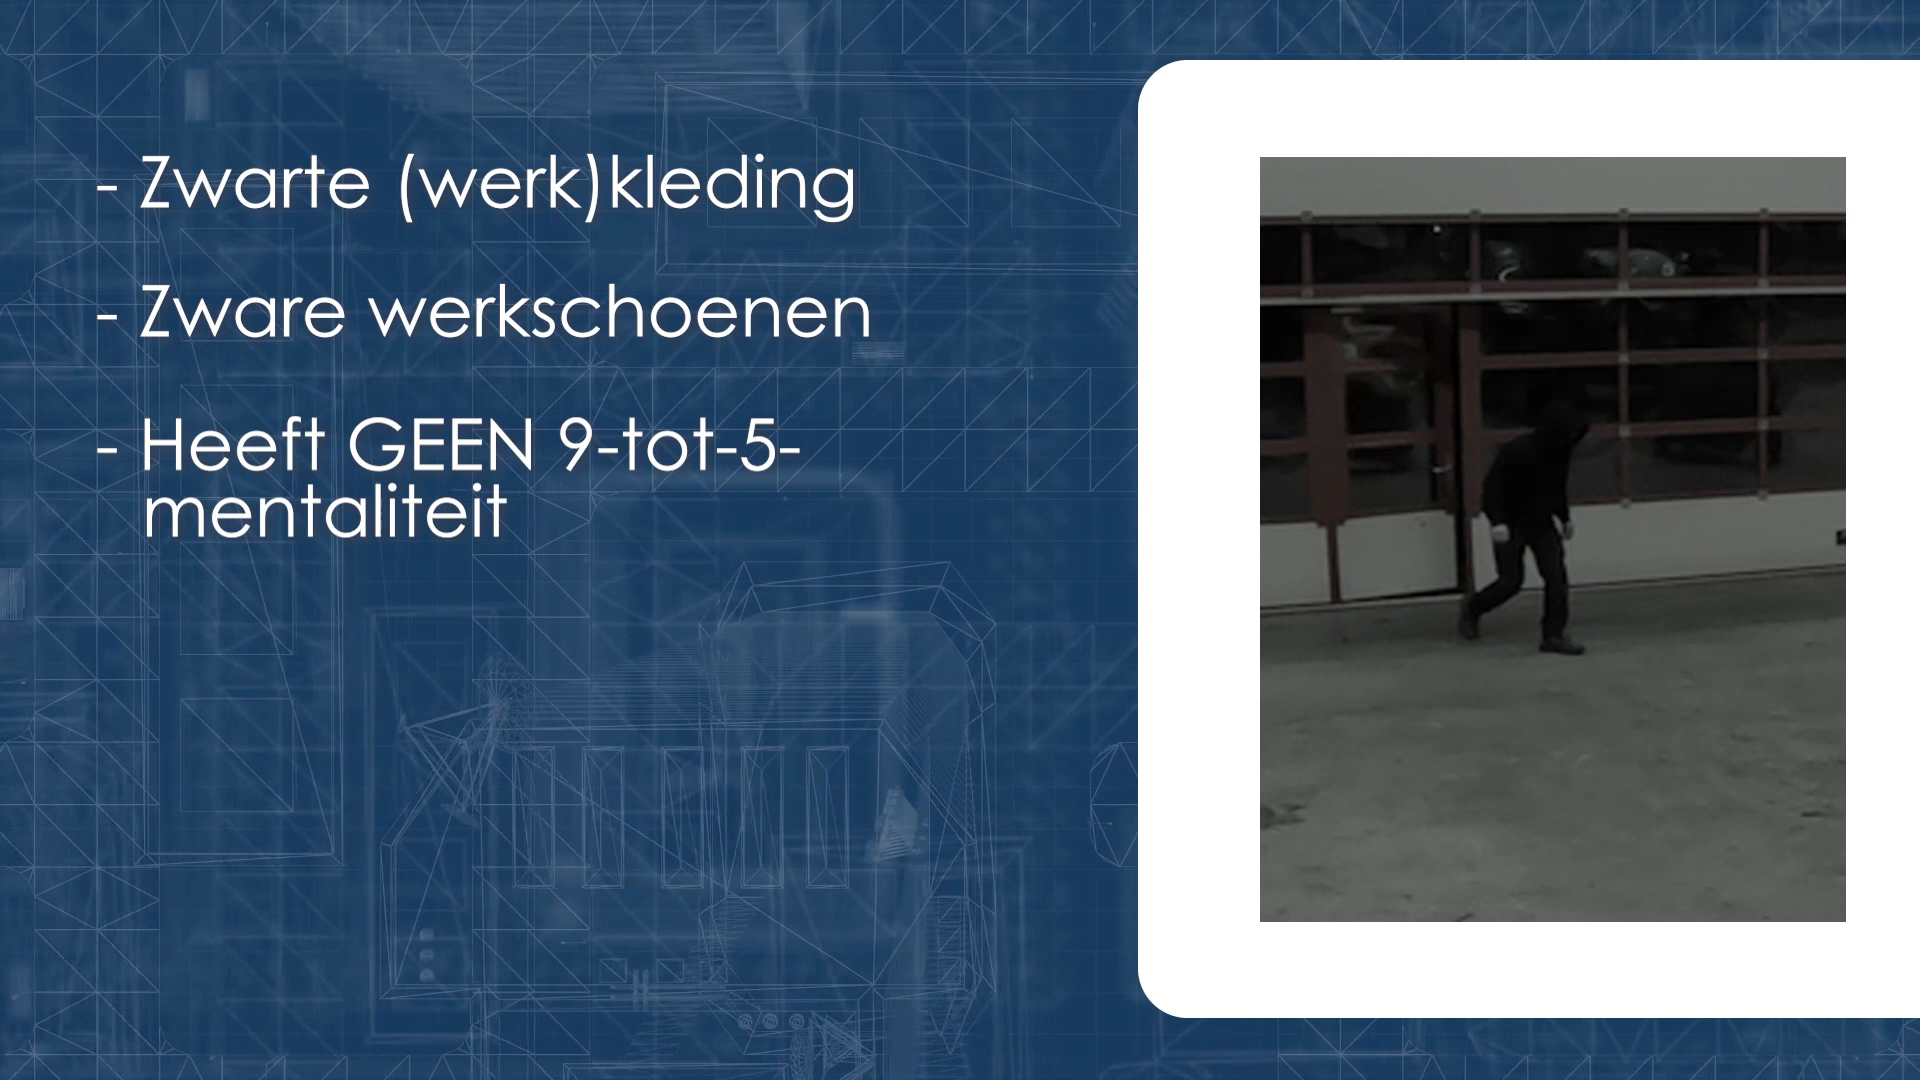 - Zwarte (werk)kleding
- Zware werkschoenen
- Heeft GEEN 9-tot-5-
mentaliteit